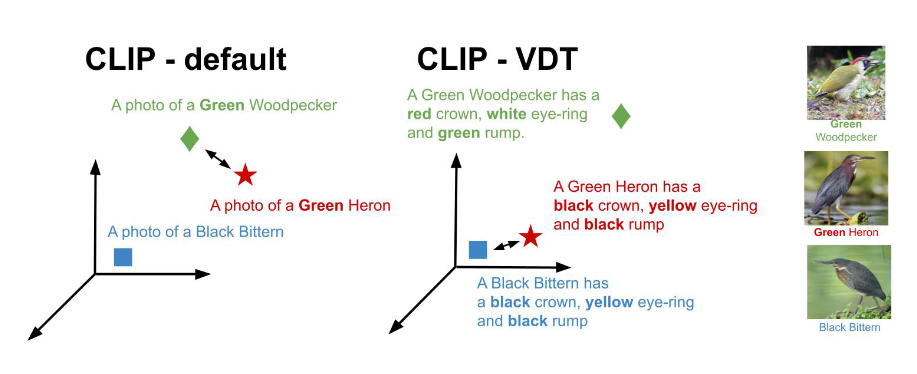 CLIP - default
A photo of a Green Woodpecker
A photo of a Green Heron
A photo of a Black Bittern
CLIP - VDT
A Green Woodpecker has a
red crown, white eye-ring
and green rump.
A Green Heron has a
black crown, yellow eye-ring
and black rump
A Black Bittern has
a black crown, yellow eye-ring
and black rump
Green
Woodpecker
Green Heron
Black Bittern